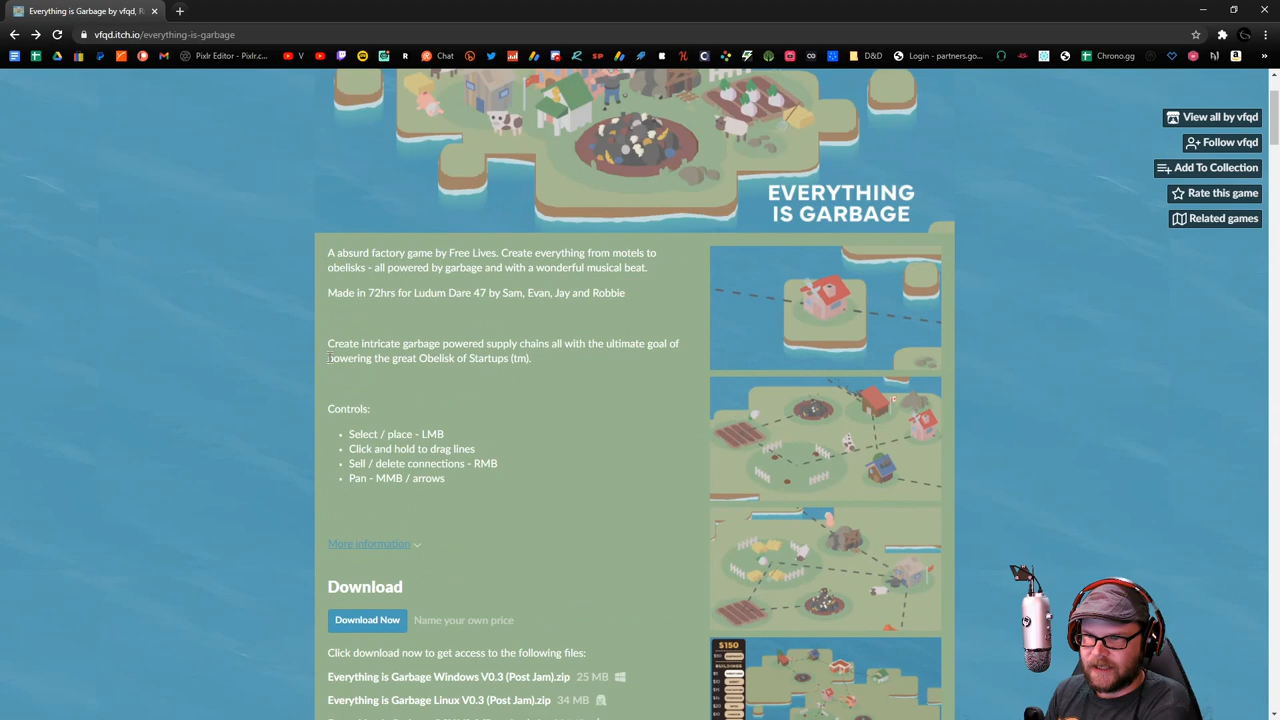 Everything is Garbage by vfqd, R
vfqd.itch.io/everything-is-garbage
Pixlr Editor - Pixlr.c...
V
R
Chat
D&D
Login - partners.go...
Chrono.gg
View all by vfqd
Follow vfqd
Add To Collection
Rate this game
Related games
EVERYTHING
IS GARBAGE
A absurd factory game by Free Lives. Create everything from motels to
obelisks - all powered by garbage and with a wonderful musical beat.
Made in 72hrs for Ludum Dare 47 by Sam, Evan, Jay and Robbie
Create intricate garbage powered supply chains all with the ultimate goal of
powering the great Obelisk of Startups (tm).
Controls:
• Select / place - LMB
• Click and hold to drag lines
• Sell / delete connections - RMB
• Pan - MMB / arrows
More information
Download
Download Now Name your own price
Click download now to get access to the following files:
Everything is Garbage Windows V0.3 (Post Jam).zip 25 MB
Everything is Garbage Linux V0.3 (Post Jam).zip 34 MB
$150
BUILDINGS